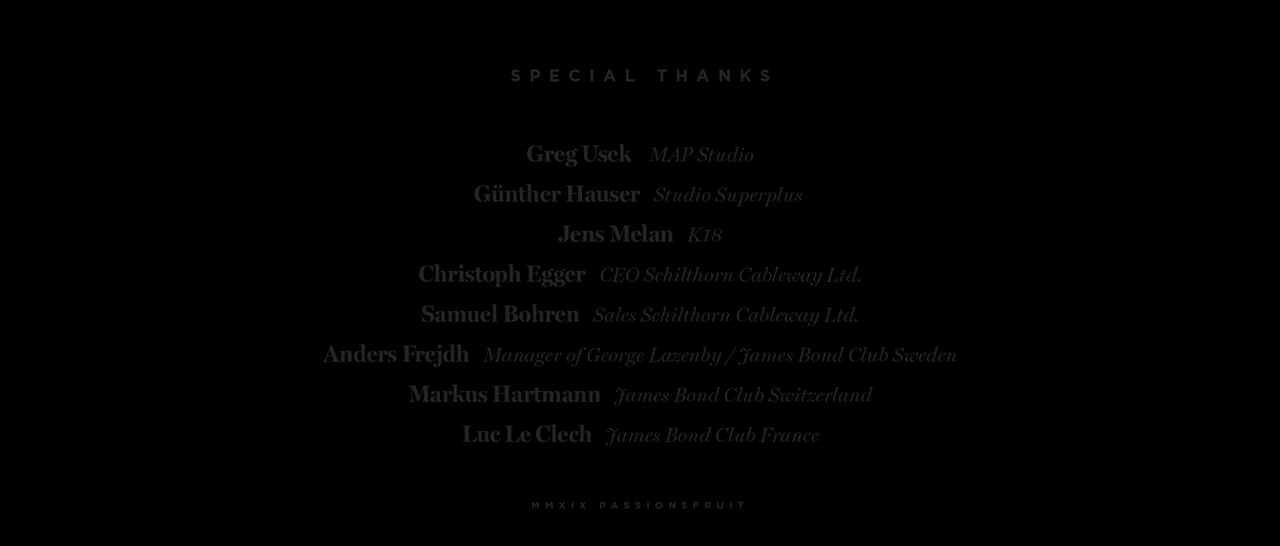 SPECIAL THANKS
Greg Usek MAP Studio
Günther Hauser Studio Superplus
Jens Melan K18
Christoph Egger CEO Schilthorn Cableway Ltd.
Samuel Bohren Sales Schilthorn Cableway Ltd.
Anders Frejdh Manager of George Lazenby / James Bond Club Sweden
Markus Hartmann James Bond Club Switzerland
Luc Le Clech James Bond Club France
MMXIX PASSIONSFRUIT